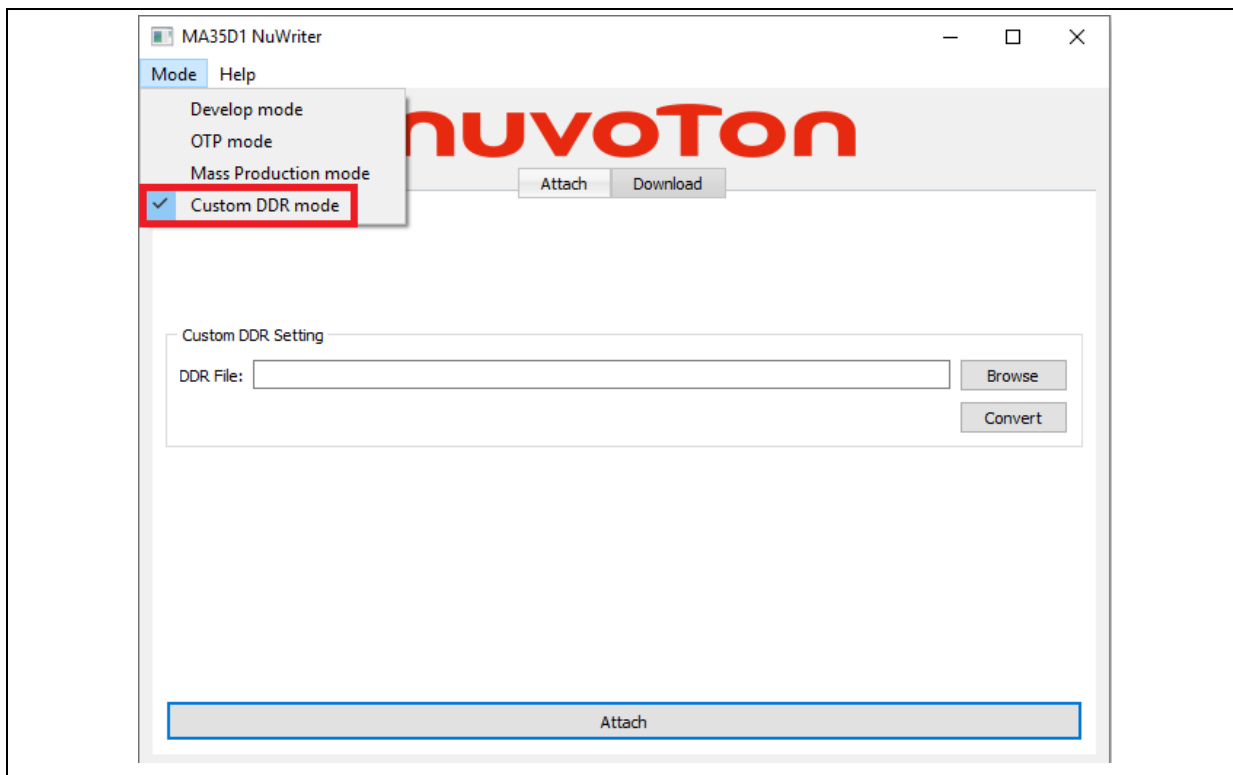 MA35D1 NuWriter
Mode Help
Develop mode
OTP mode
Mass Production mode
Custom DDR mode
nuvoTon
Attach Download
Custom DDR Setting
DDR File: Browse
Convert
Attach